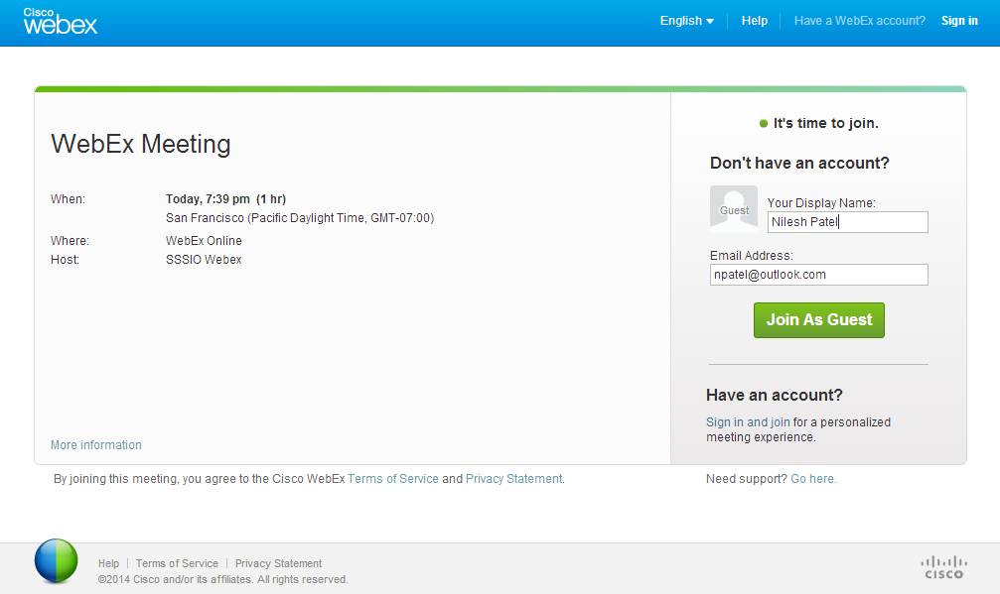 Cisco
webex
English
Help
Have a WebEx account?
Sign in
WebEx Meeting
When: Today, 7:39 pm (1 hr)
San Francisco (Pacific Daylight Time, GMT-07:00)
Where: WebEx Online
Host: SSSIO Webex
More information
It's time to join.
Don't have an account?
Guest
Your Display Name:
Nilesh Patel
Email Address:
npatel@outlook.com
Join As Guest
Have an account?
Sign in and join for a personalized
meeting experience.
By joining this meeting, you agree to the Cisco WebEx Terms of Service and Privacy Statement.
Need support? Go here.
Help | Terms of Service | Privacy Statement
©2014 Cisco and/or its affiliates. All rights reserved.
CISCO